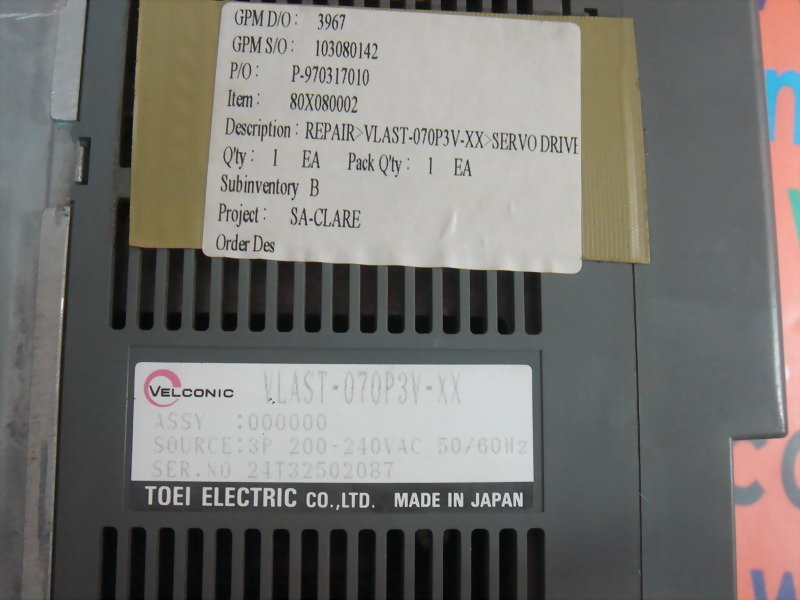 GPM D/O: 3967
GPM S/O: 103080142
P/O: P-970317010
Item: 80X080002
Description: REPAIR>VLAST-070P3V-XX>SERVO DRIVI
Q'ty: 1 EA Pack Q'ty: 1 EA
Subinventory B
Project: SA-CLARE
Order Des
VELCONIC VLAST-070P3V-XX
ASSY :000000
SOURCE:3P 200-240VAC 50/60Hz
SER.NO 24T32502087
TOEI ELECTRIC CO.,LTD. MADE IN JAPAN